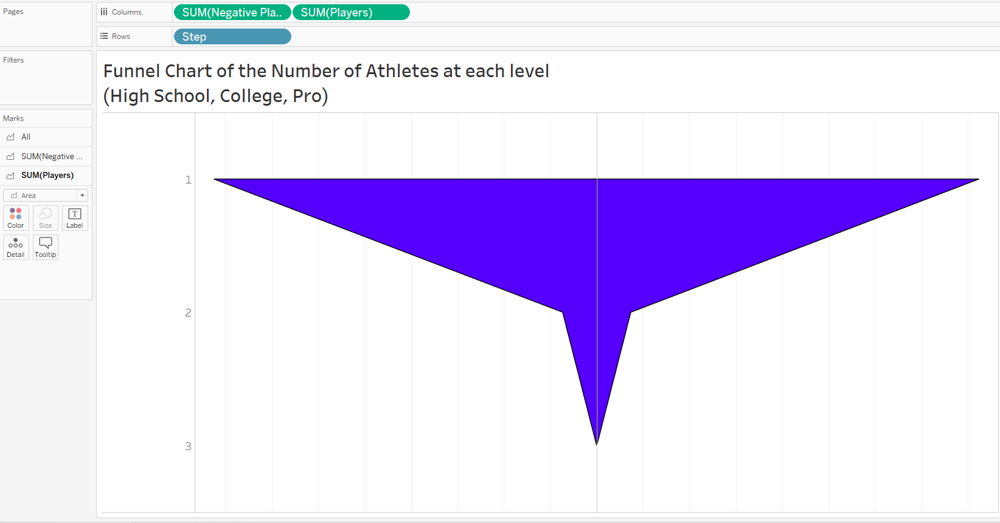 Pages
Columns
SUM(Negative Pla..
SUM(Players)
Rows
Step
Filters
Funnel Chart of the Number of Athletes at each level
(High School, College, Pro)
Marks
All
SUM(Negative ...
SUM(Players)
Area
Color
Size
Label
Detail
Tooltip
1
2
3